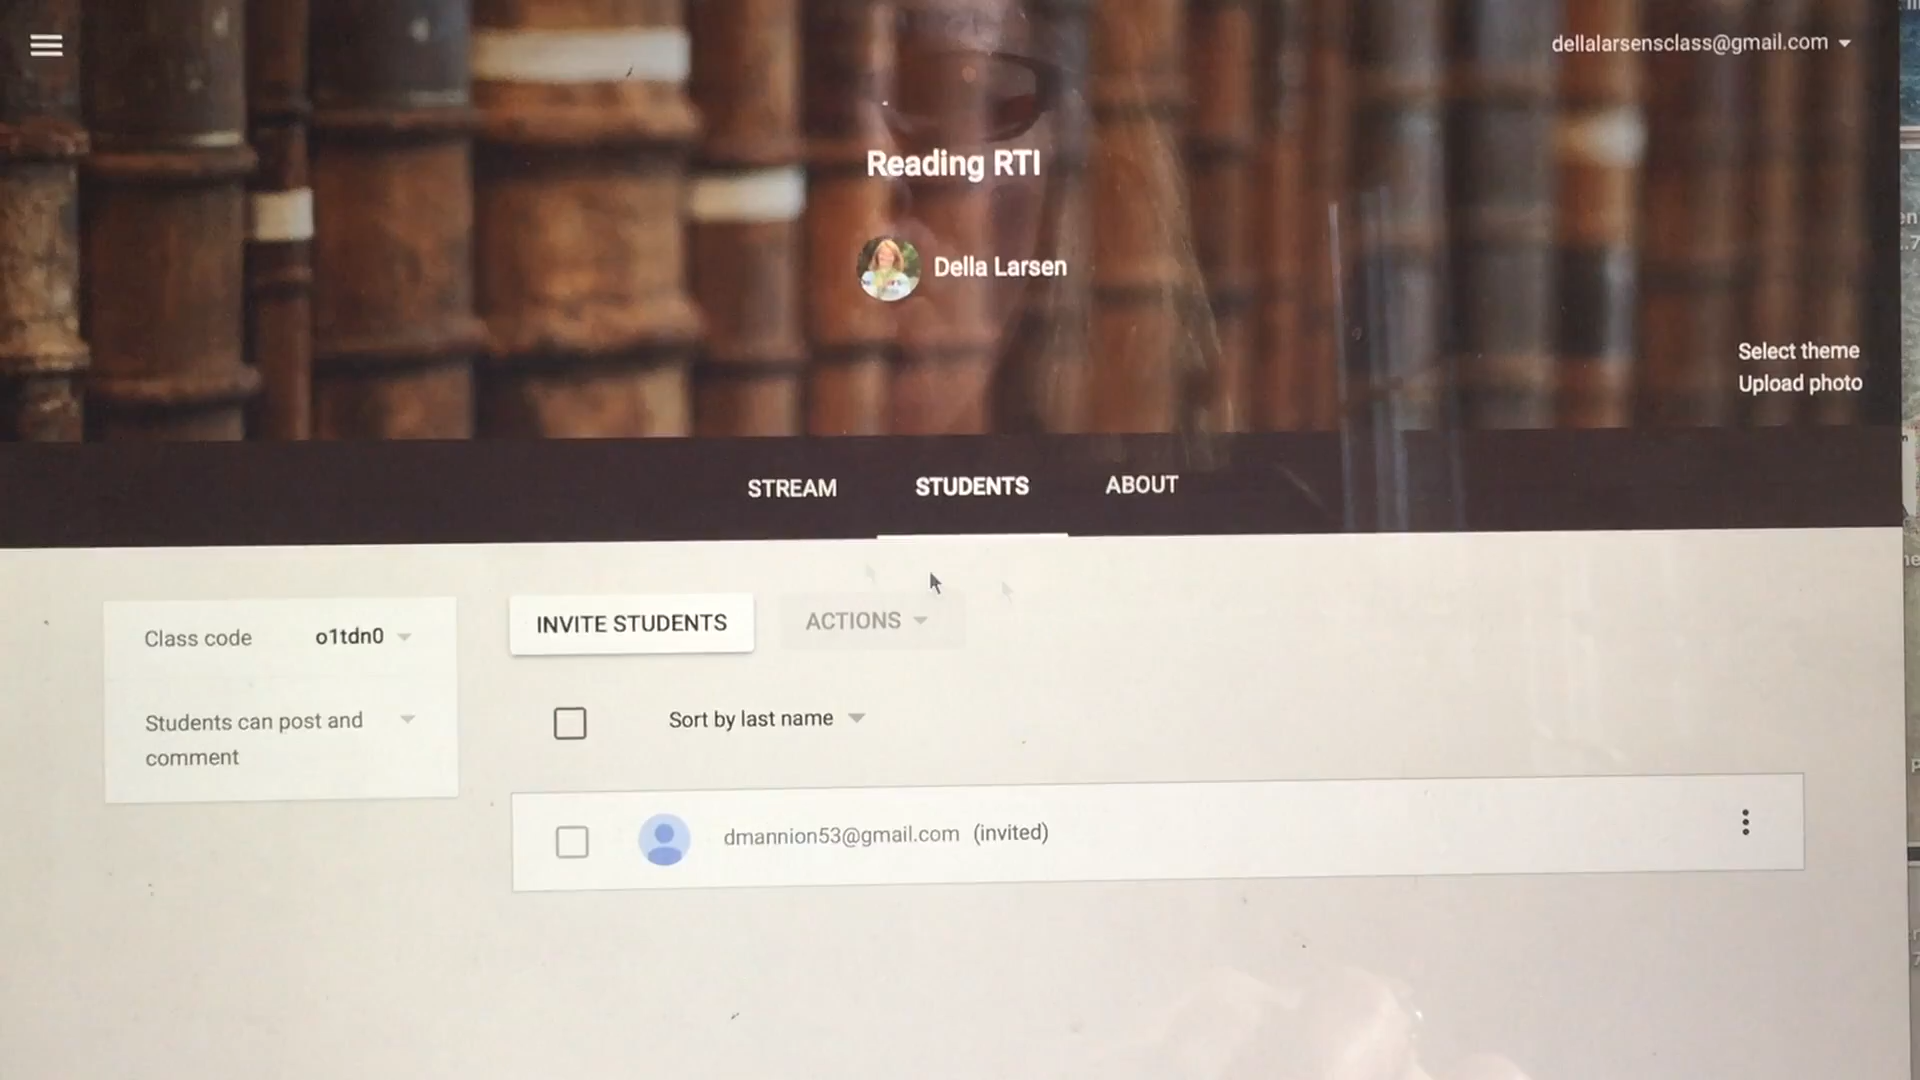 dellalarsensclass@gmail.com
Reading RTI
Della Larsen
Select theme
Upload photo
STREAM STUDENTS ABOUT
Class code o1tdn0
Students can post and
comment
INVITE STUDENTS ACTIONS
Sort by last name
dmannion53@gmail.com (invited)